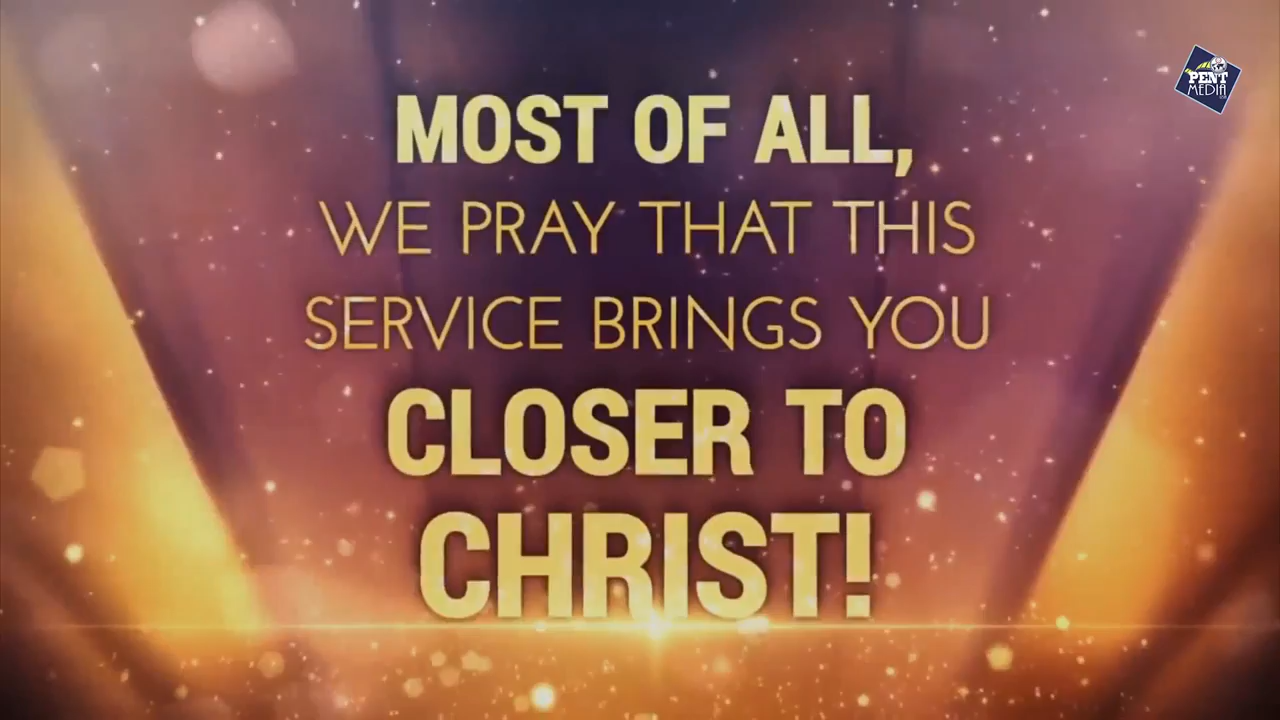 PENT
MEDIA
MOST OF ALL,
WE PRAY THAT THIS
SERVICE BRINGS YOU
CLOSER TO
CHRIST!